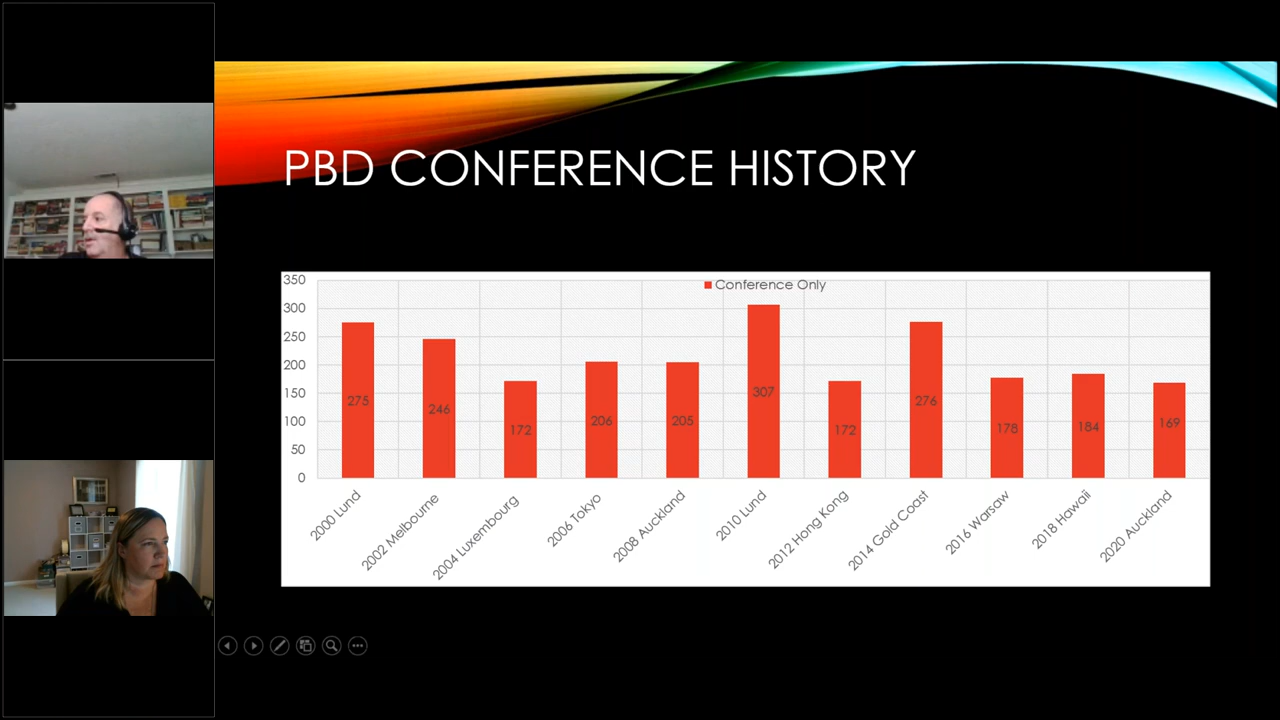 PBD CONFERENCE HISTORY
Conference Only
350
300
250
200
150
100
50
0
275
246
172
206
205
307
172
276
178
184
169
2000 Lund
2002 Melbourne
2004 Luxembourg
2006 Tokyo
2008 Auckland
2010 Lund
2012 Hong Kong
2014 Gold Coast
2016 Warsaw
2018 Hawaii
2020 Auckland